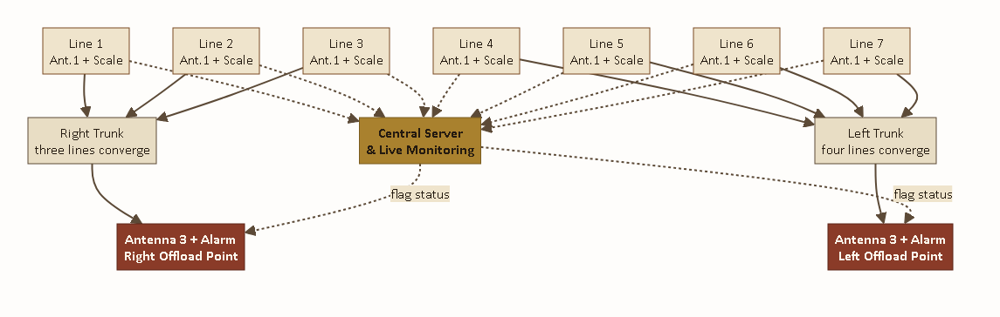 Line 1
Ant.1 + Scale
Line 2
Ant.1 + Scale
Line 3
Ant.1 + Scale
Line 4
Ant.1 + Scale
Line 5
Ant.1 + Scale
Line 6
Ant.1 + Scale
Line 7
Ant.1 + Scale
Right Trunk
three lines converge
Central Server
& Live Monitoring
Left Trunk
four lines converge
flag status
flag status
Antenna 3 + Alarm
Right Offload Point
Antenna 3 + Alarm
Left Offload Point